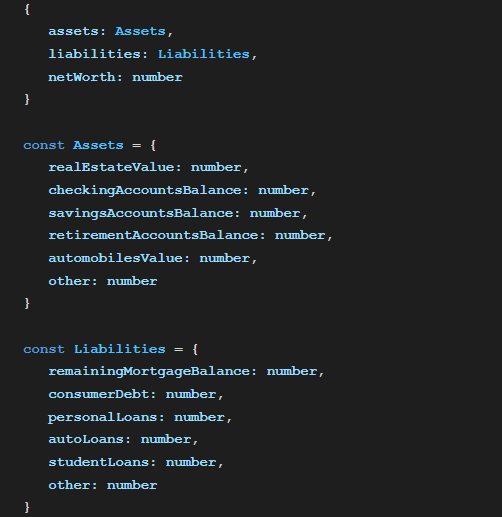 {
assets: Assets,
liabilities: Liabilities,
netWorth: number
}
const Assets = {
realEstateValue: number,
checkingAccountsBalance: number,
savingsAccountsBalance: number,
retirementAccountsBalance: number,
automobilesValue: number,
other: number
}
const Liabilities = {
remainingMortgageBalance: number,
consumerDebt: number,
personalLoans: number,
autoLoans: number,
studentLoans: number,
other: number
}